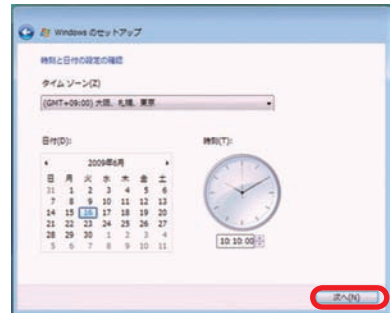 Windows のセットアップ
時刻と日付の設定の確認
タイム ゾーン(Z)
(GMT+09:00) 大阪、札幌、東京
日付(D):
時刻(T):
2009年6月
日 月 火 水 木 金 土
31 1 2 3 4 5 6
7 8 9 10 11 12 13
14 15 16 17 18 19 20
21 22 23 24 25 26 27
28 29 30 1 2 3 4
5 6 7 8 9 10 11
10:10:00
次へ(N)